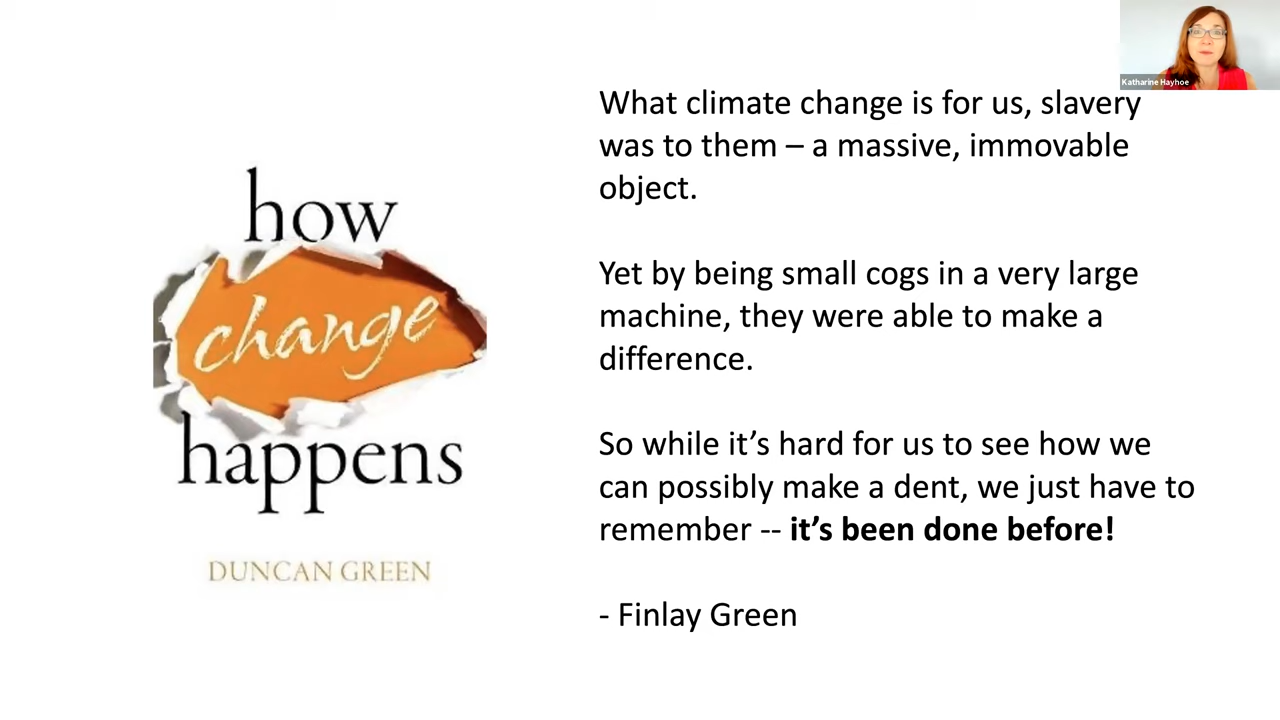 Katharine Hayhoe
how
change
happens
DUNCAN GREEN
What climate change is for us, slavery
was to them – a massive, immovable
object.
Yet by being small cogs in a very large
machine, they were able to make a
difference.
So while it’s hard for us to see how we
can possibly make a dent, we just have to
remember -- it’s been done before!
- Finlay Green